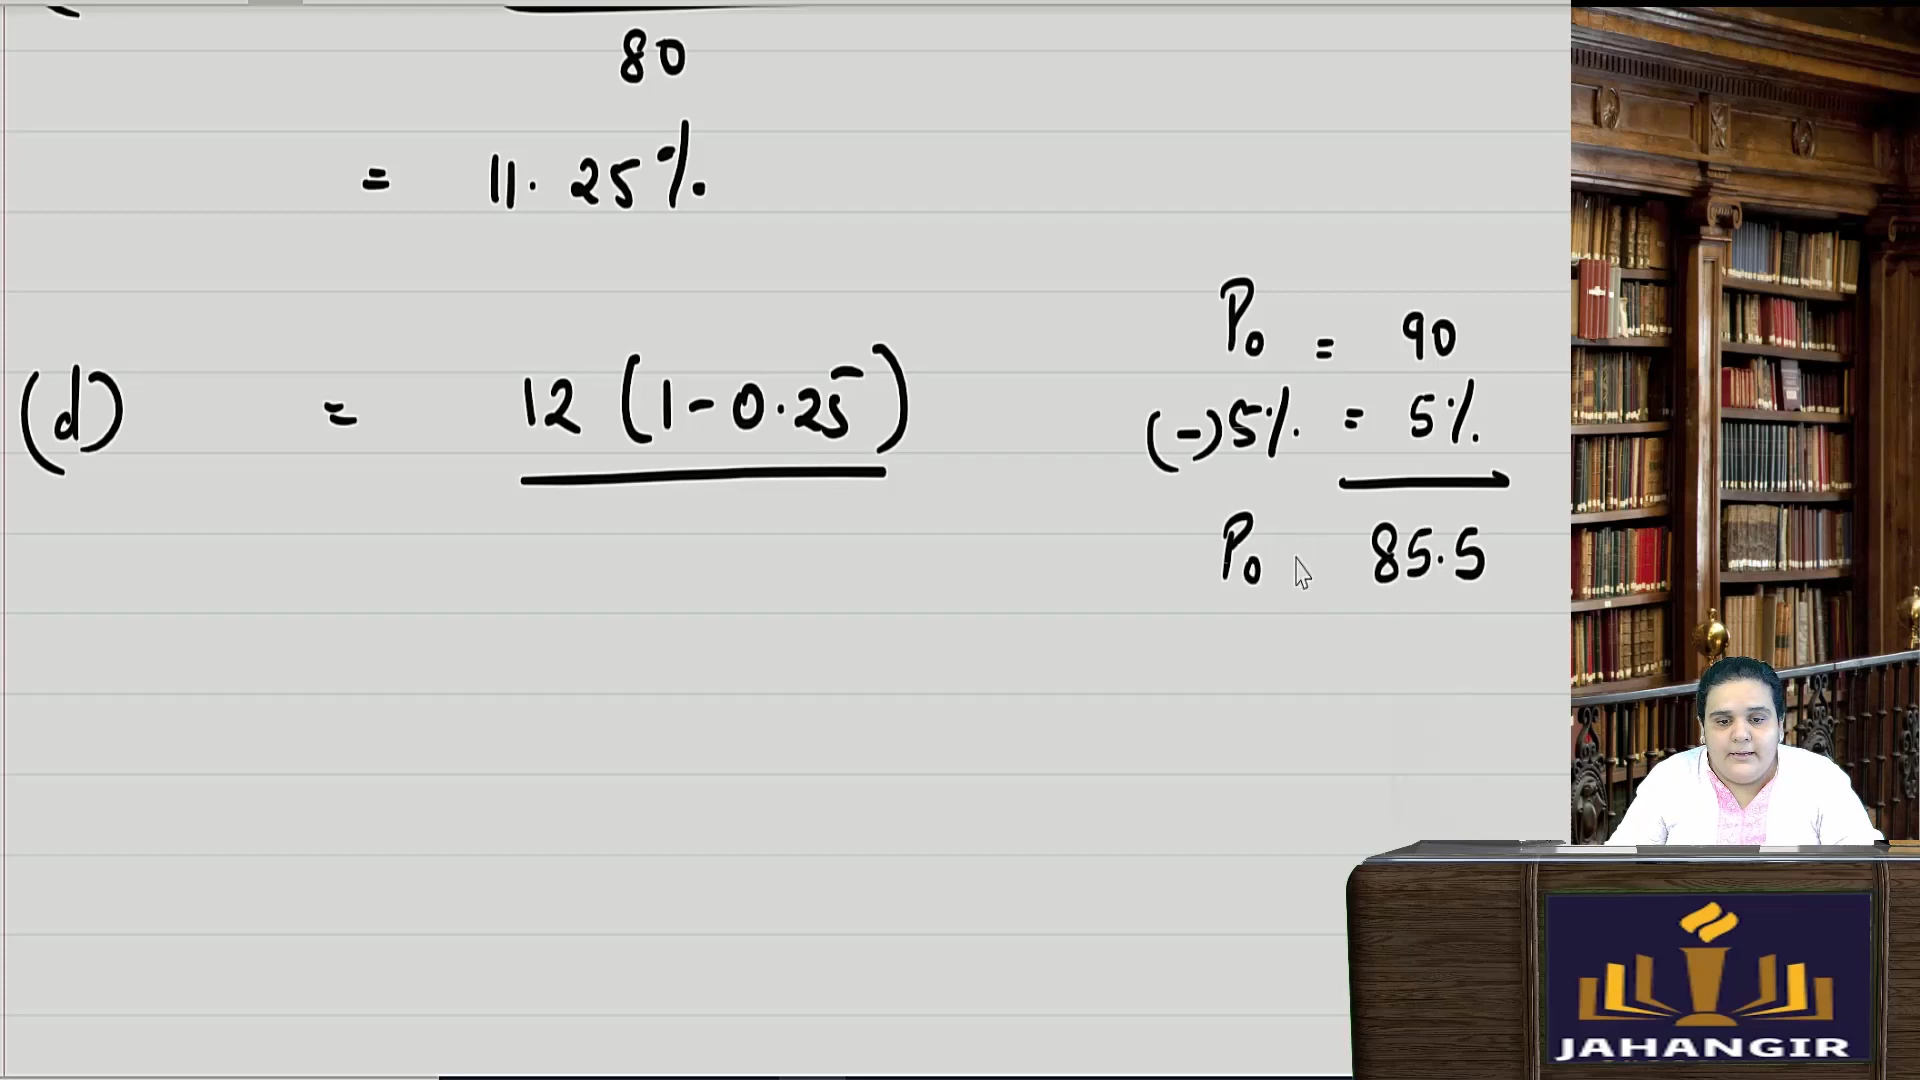 80
= 11.25%
P0 = 90
(d) = 12 (1-0.25)
(-) 5% = 5%
P0 85.5
JAHANGIR